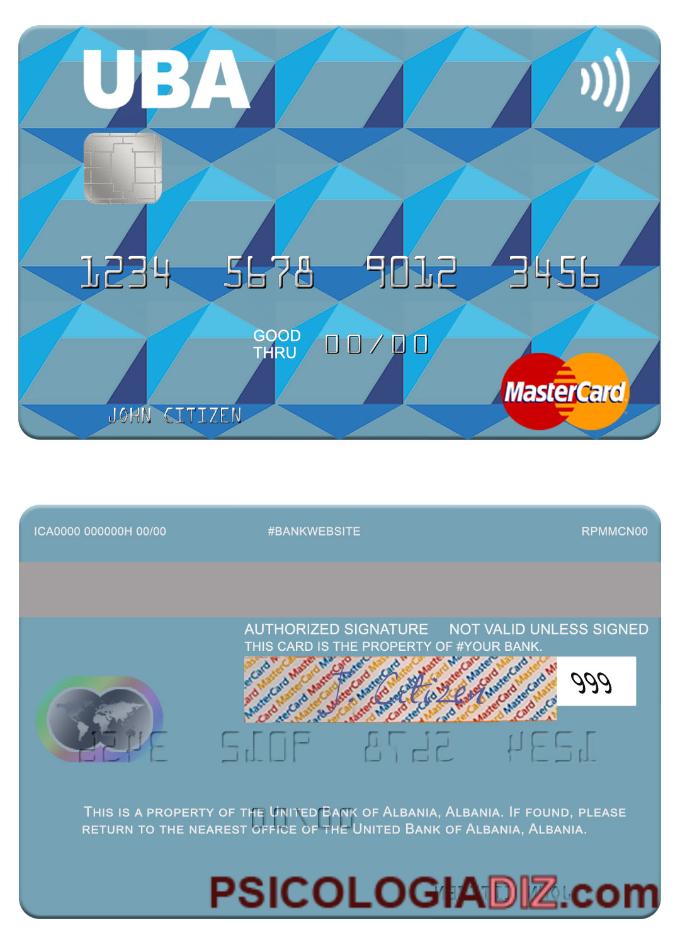 UBA
1234 5678 9012 3456
GOOD
THRU 00/00
MasterCard
JOHN CITIZEN
ICA0000 000000H 00/00 #BANKWEBSITE RPMMCN00
AUTHORIZED SIGNATURE NOT VALID UNLESS SIGNED
THIS CARD IS THE PROPERTY OF #YOUR BANK.
J. Citizen 999
THIS IS A PROPERTY OF THE UNITED BANK OF ALBANIA, ALBANIA. IF FOUND, PLEASE
RETURN TO THE NEAREST OFFICE OF THE UNITED BANK OF ALBANIA, ALBANIA.
PSICOLOGIADIZ.com